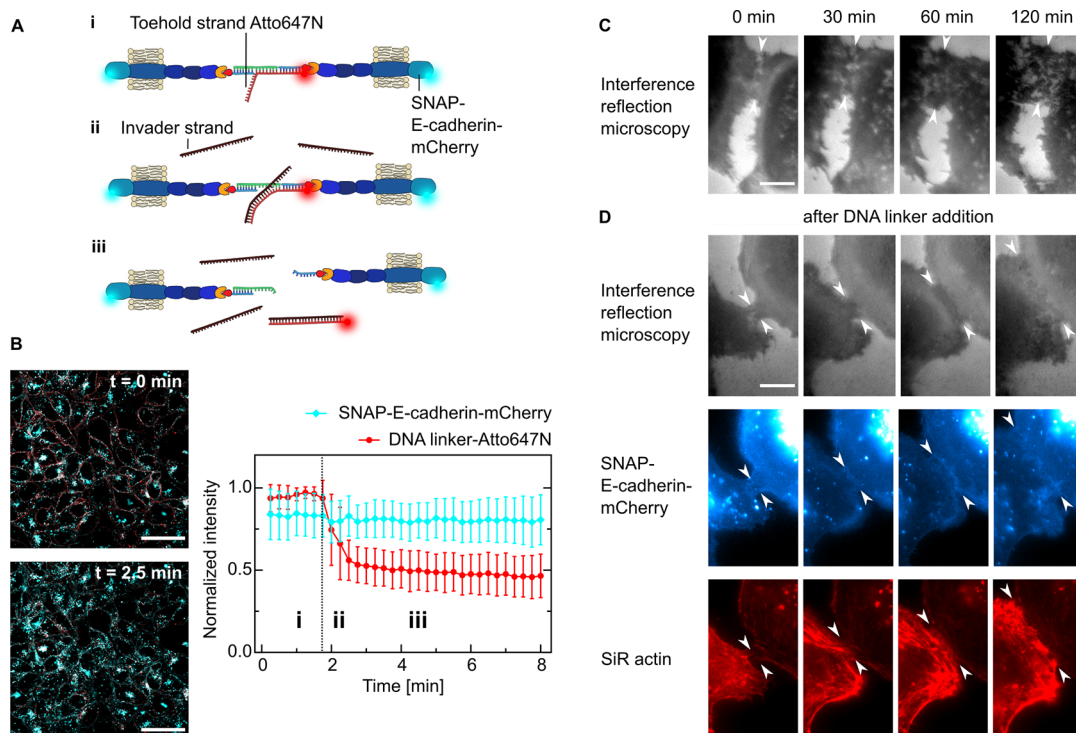 A
i
Toehold strand Atto647N
SNAP-
E-cadherin-
mCherry
ii
Invader strand
iii
B
t = 0 min
t = 2.5 min
SNAP-E-cadherin-mCherry
DNA linker-Atto647N
Normalized intensity
1.0
0.5
0.0
i
ii
iii
0
2
4
6
8
Time [min]
C
0 min
30 min
60 min
120 min
Interference
reflection
microscopy
D
after DNA linker addition
Interference
reflection
microscopy
SNAP-
E-cadherin-
mCherry
SiR actin